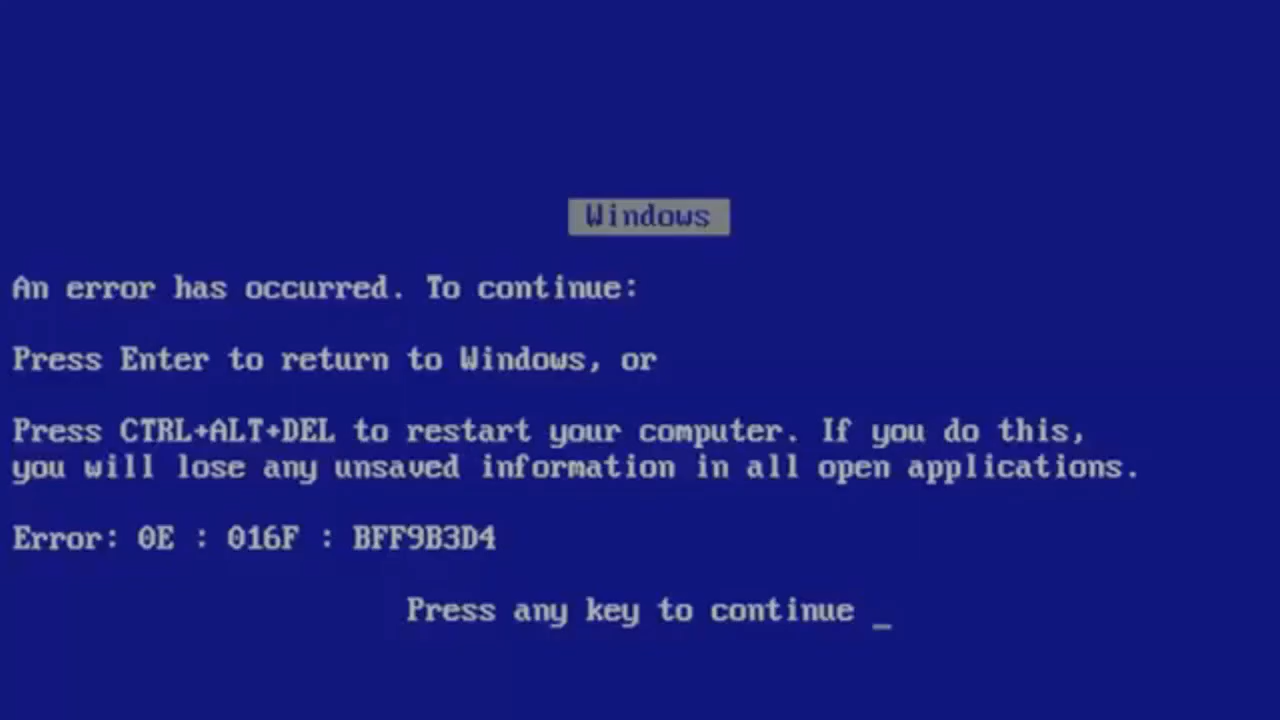 Windows
An error has occurred. To continue:
Press Enter to return to Windows, or
Press CTRL+ALT+DEL to restart your computer. If you do this,
you will lose any unsaved information in all open applications.
Error: 0E : 016F : BFF9B3D4
Press any key to continue _